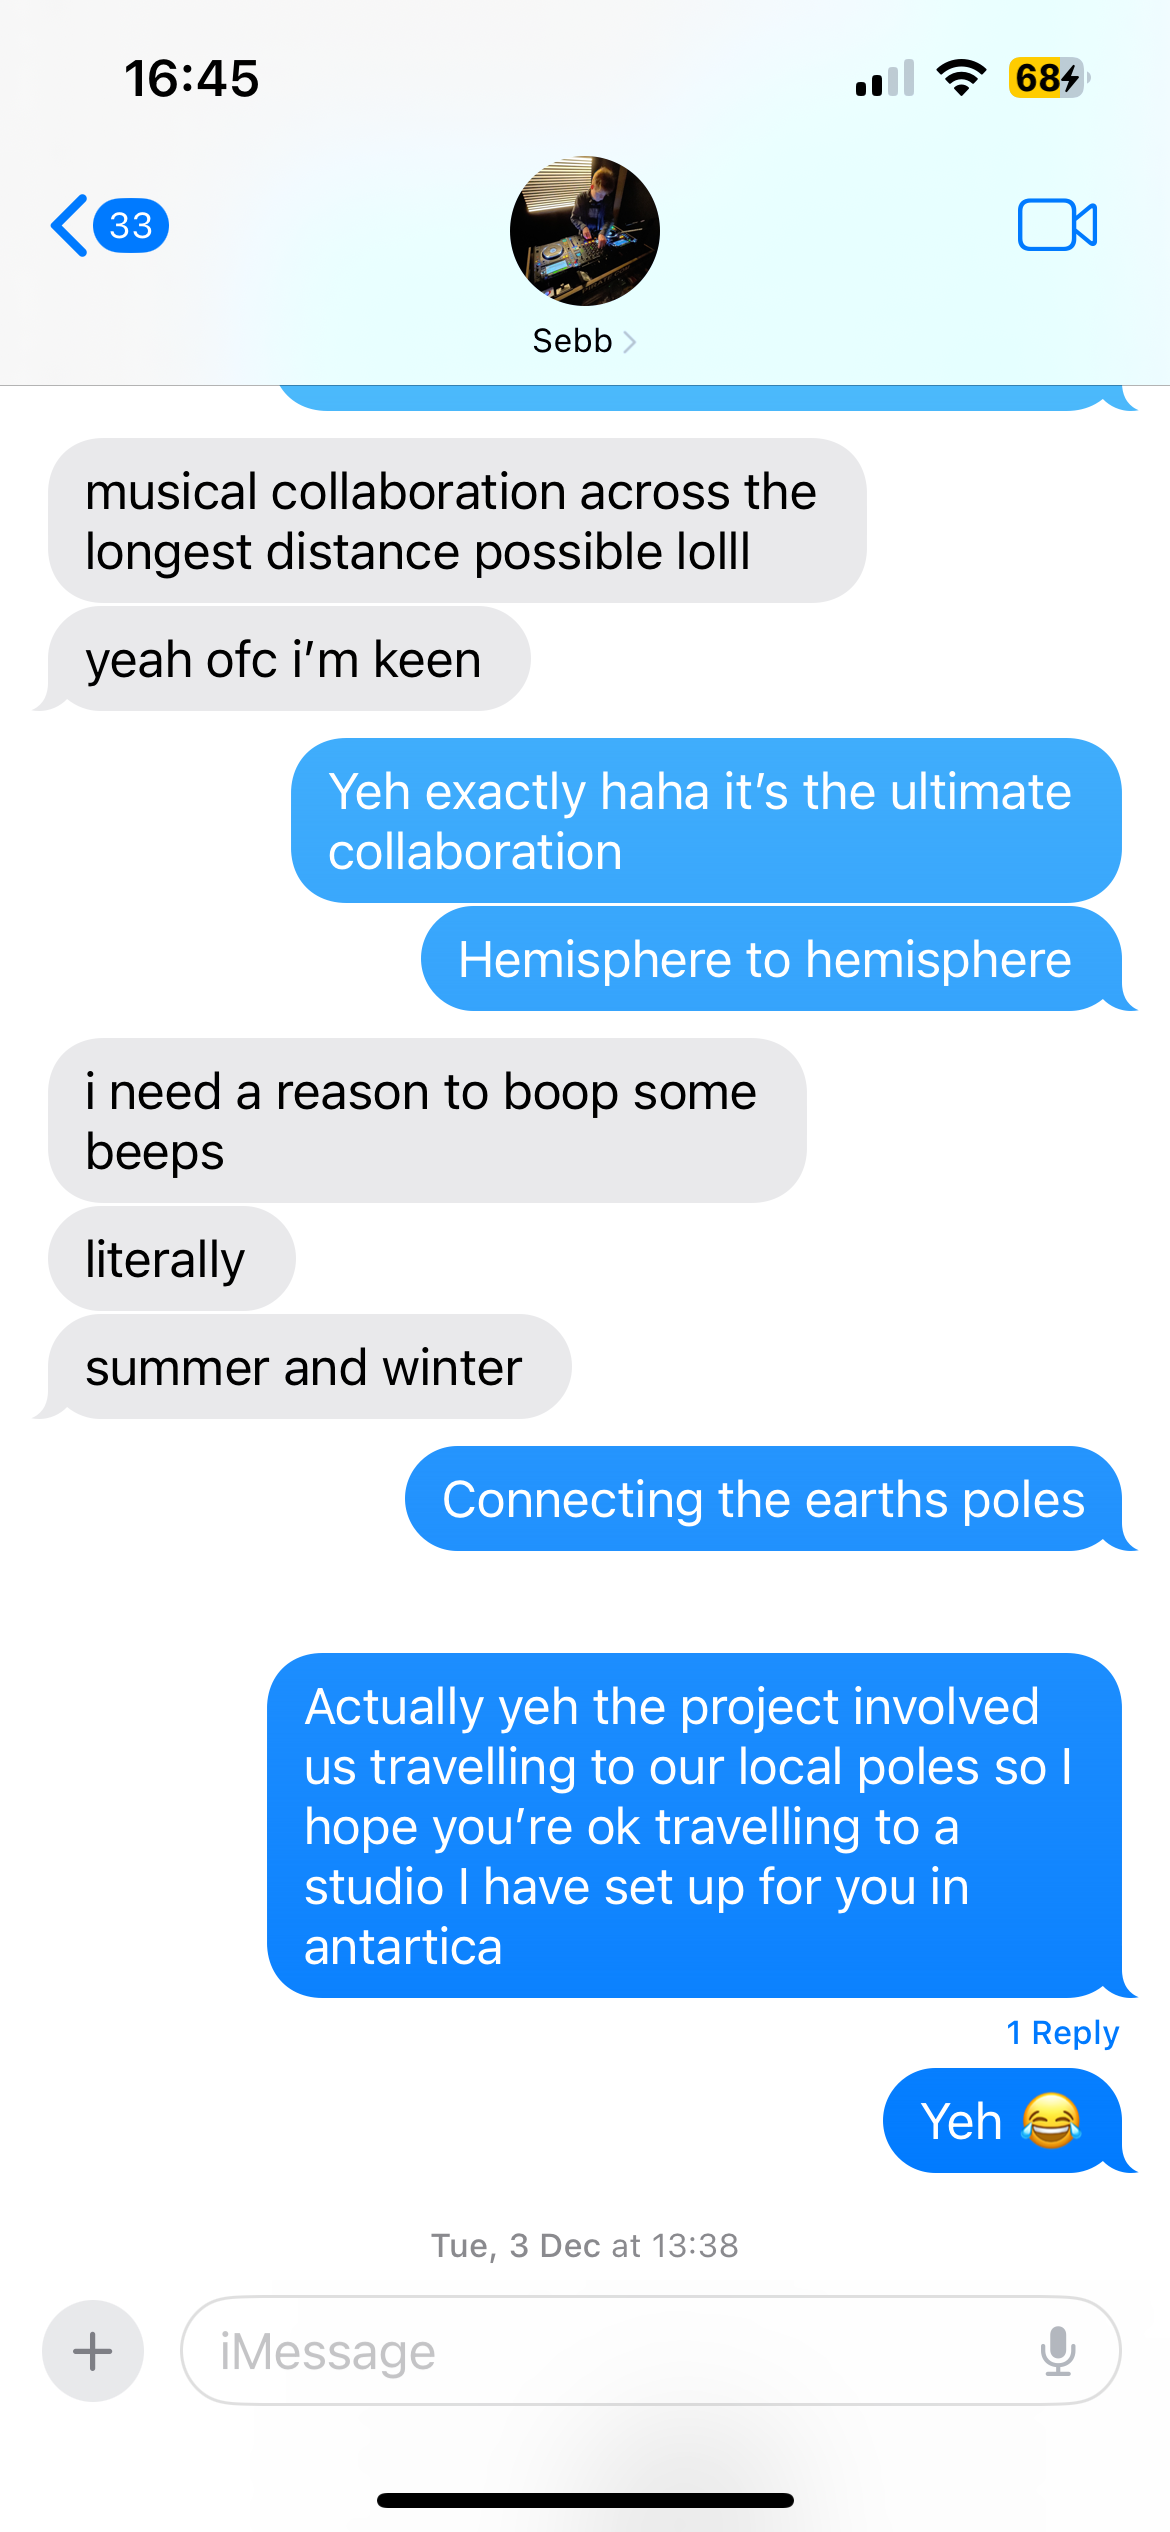 16:45
68
33
Sebb
musical collaboration across the
longest distance possible lolll
yeah ofc i’m keen
Yeh exactly haha it’s the ultimate
collaboration
Hemisphere to hemisphere
i need a reason to boop some
beeps
literally
summer and winter
Connecting the earths poles
Actually yeh the project involved
us travelling to our local poles so I
hope you’re ok travelling to a
studio I have set up for you in
antartica
1 Reply
Yeh 😂
Tue, 3 Dec at 13:38
iMessage